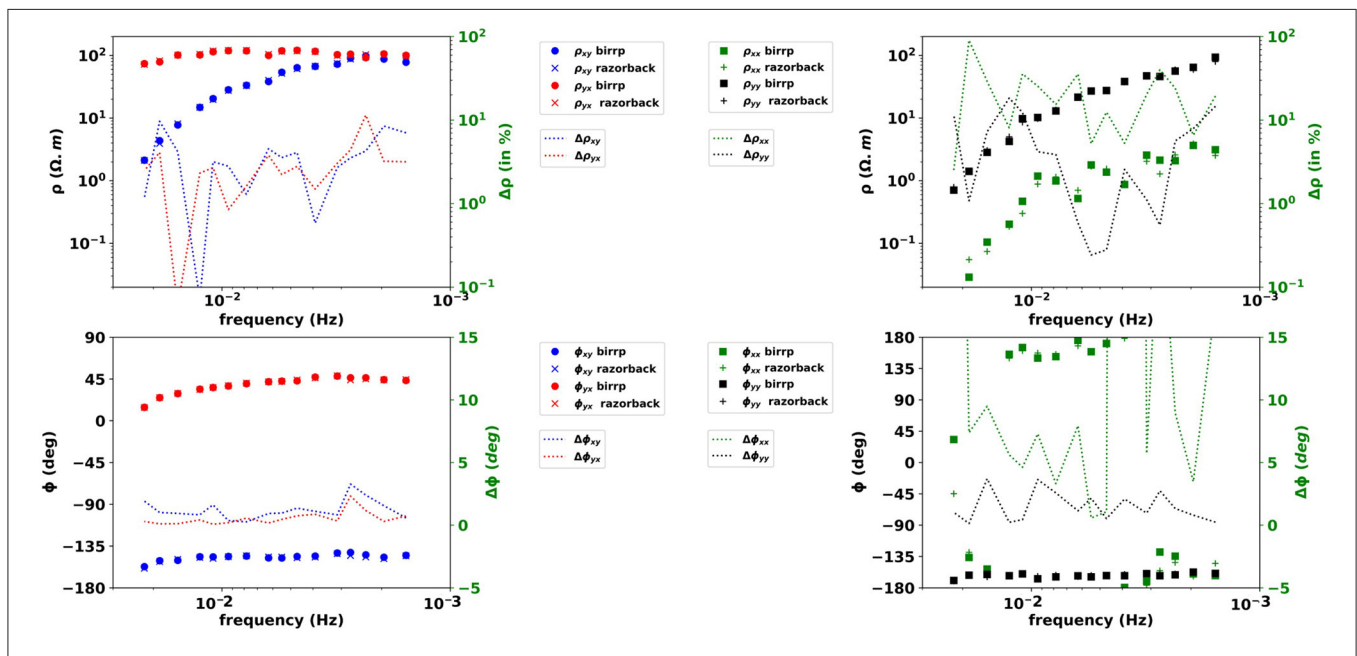 10²
10¹
10⁰
10⁻¹
ρ (Ω. m)
10²
10¹
10⁰
10⁻¹
Δρ (in %)
10⁻²
10⁻³
frequency (Hz)
ρxy birrp
ρxy razorback
ρyx birrp
ρyx razorback
Δρxy
Δρyx
ρxx birrp
ρxx razorback
ρyy birrp
ρyy razorback
Δρxx
Δρyy
10²
10¹
10⁰
10⁻¹
ρ (Ω. m)
10²
10¹
10⁰
10⁻¹
Δρ (in %)
10⁻²
10⁻³
frequency (Hz)
90
45
0
−45
−90
−135
−180
ϕ (deg)
15
10
5
0
−5
Δϕ (deg)
10⁻²
10⁻³
frequency (Hz)
ϕxy birrp
ϕxy razorback
ϕyx birrp
ϕyx razorback
Δϕxy
Δϕyx
ϕxx birrp
ϕxx razorback
ϕyy birrp
ϕyy razorback
Δϕxx
Δϕyy
180
135
90
45
0
−45
−90
−135
−180
ϕ (deg)
15
10
5
0
−5
Δϕ (deg)
10⁻²
10⁻³
frequency (Hz)